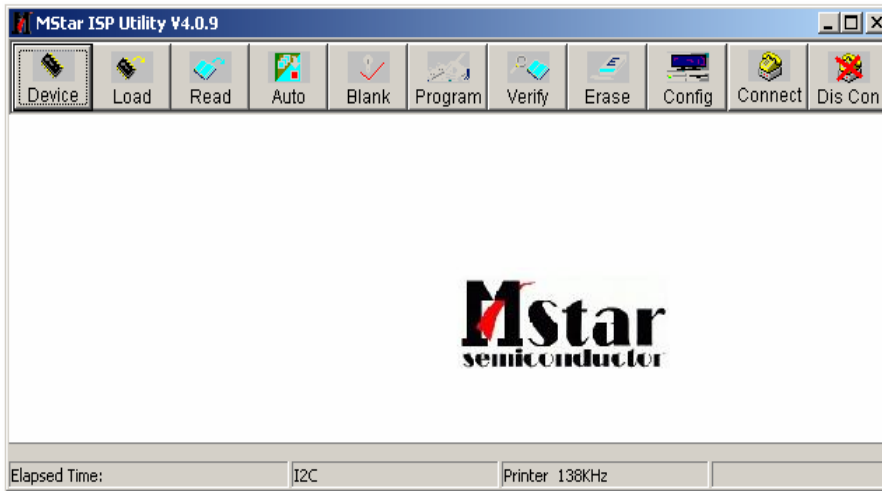 MStar ISP Utility V4.0.9
Device Load Read Auto Blank Program Verify Erase Config Connect Dis Con
MStar
semiconductor
Elapsed Time: I2C Printer 138KHz